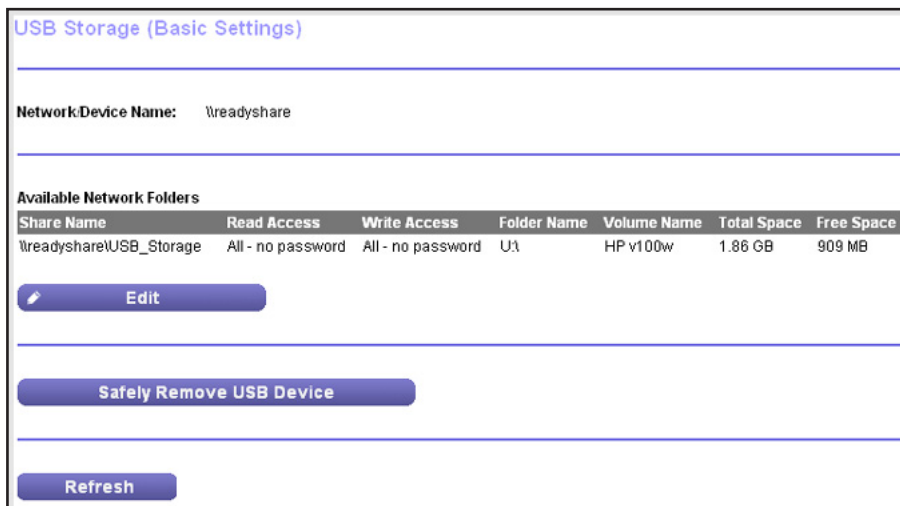 USB Storage (Basic Settings)
Network/Device Name: \\readyshare
Available Network Folders
Share Name Read Access Write Access Folder Name Volume Name Total Space Free Space
\\readyshare\USB_Storage All - no password All - no password U:\ HP v100w 1.86 GB 909 MB
Edit
Safely Remove USB Device
Refresh